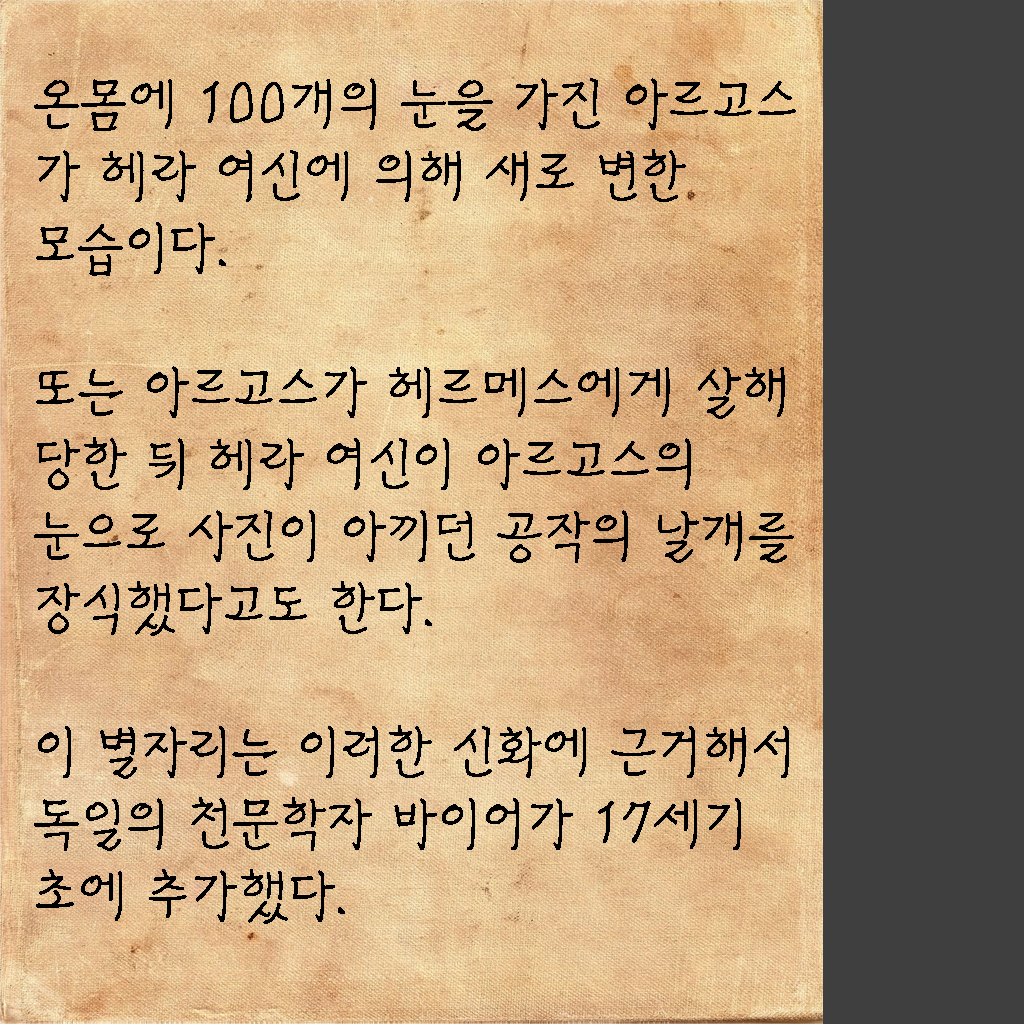 온몸에 100개의 눈을 가진 아르고스
가 헤라 여신에 의해 새로 변한
모습이다.
또는 아르고스가 헤르메스에게 살해
당한 뒤 헤라 여신이 아르고스의
눈으로 사진이 아끼던 공작의 날개를
장식했다고도 한다.
이 별자리는 이러한 신화에 근거해서
독일의 천문학자 바이어가 17세기
초에 추가했다.